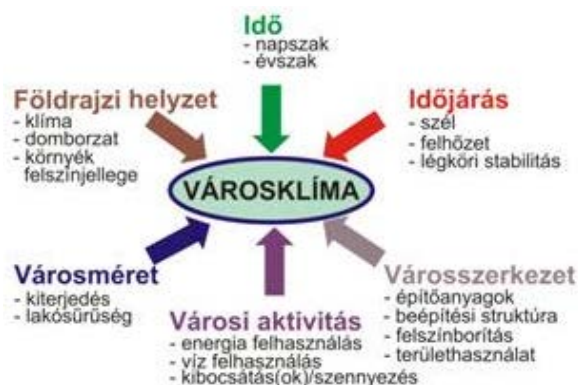 Idő
- napszak
- évszak
Földrajzi helyzet
- klíma
- domborzat
- környék
felszínjellege
Időjárás
- szél
- felhőzet
- légköri stabilitás
VÁROSKLÍMA
Városméret
- kiterjedés
- lakósűrűség
Városi aktivitás
- energia felhasználás
- víz felhasználás
- kibocsátás(ok)/szennyezés
Városszerkezet
- építőanyagok
- beépítési struktúra
- felszínborítás
- területhasználat